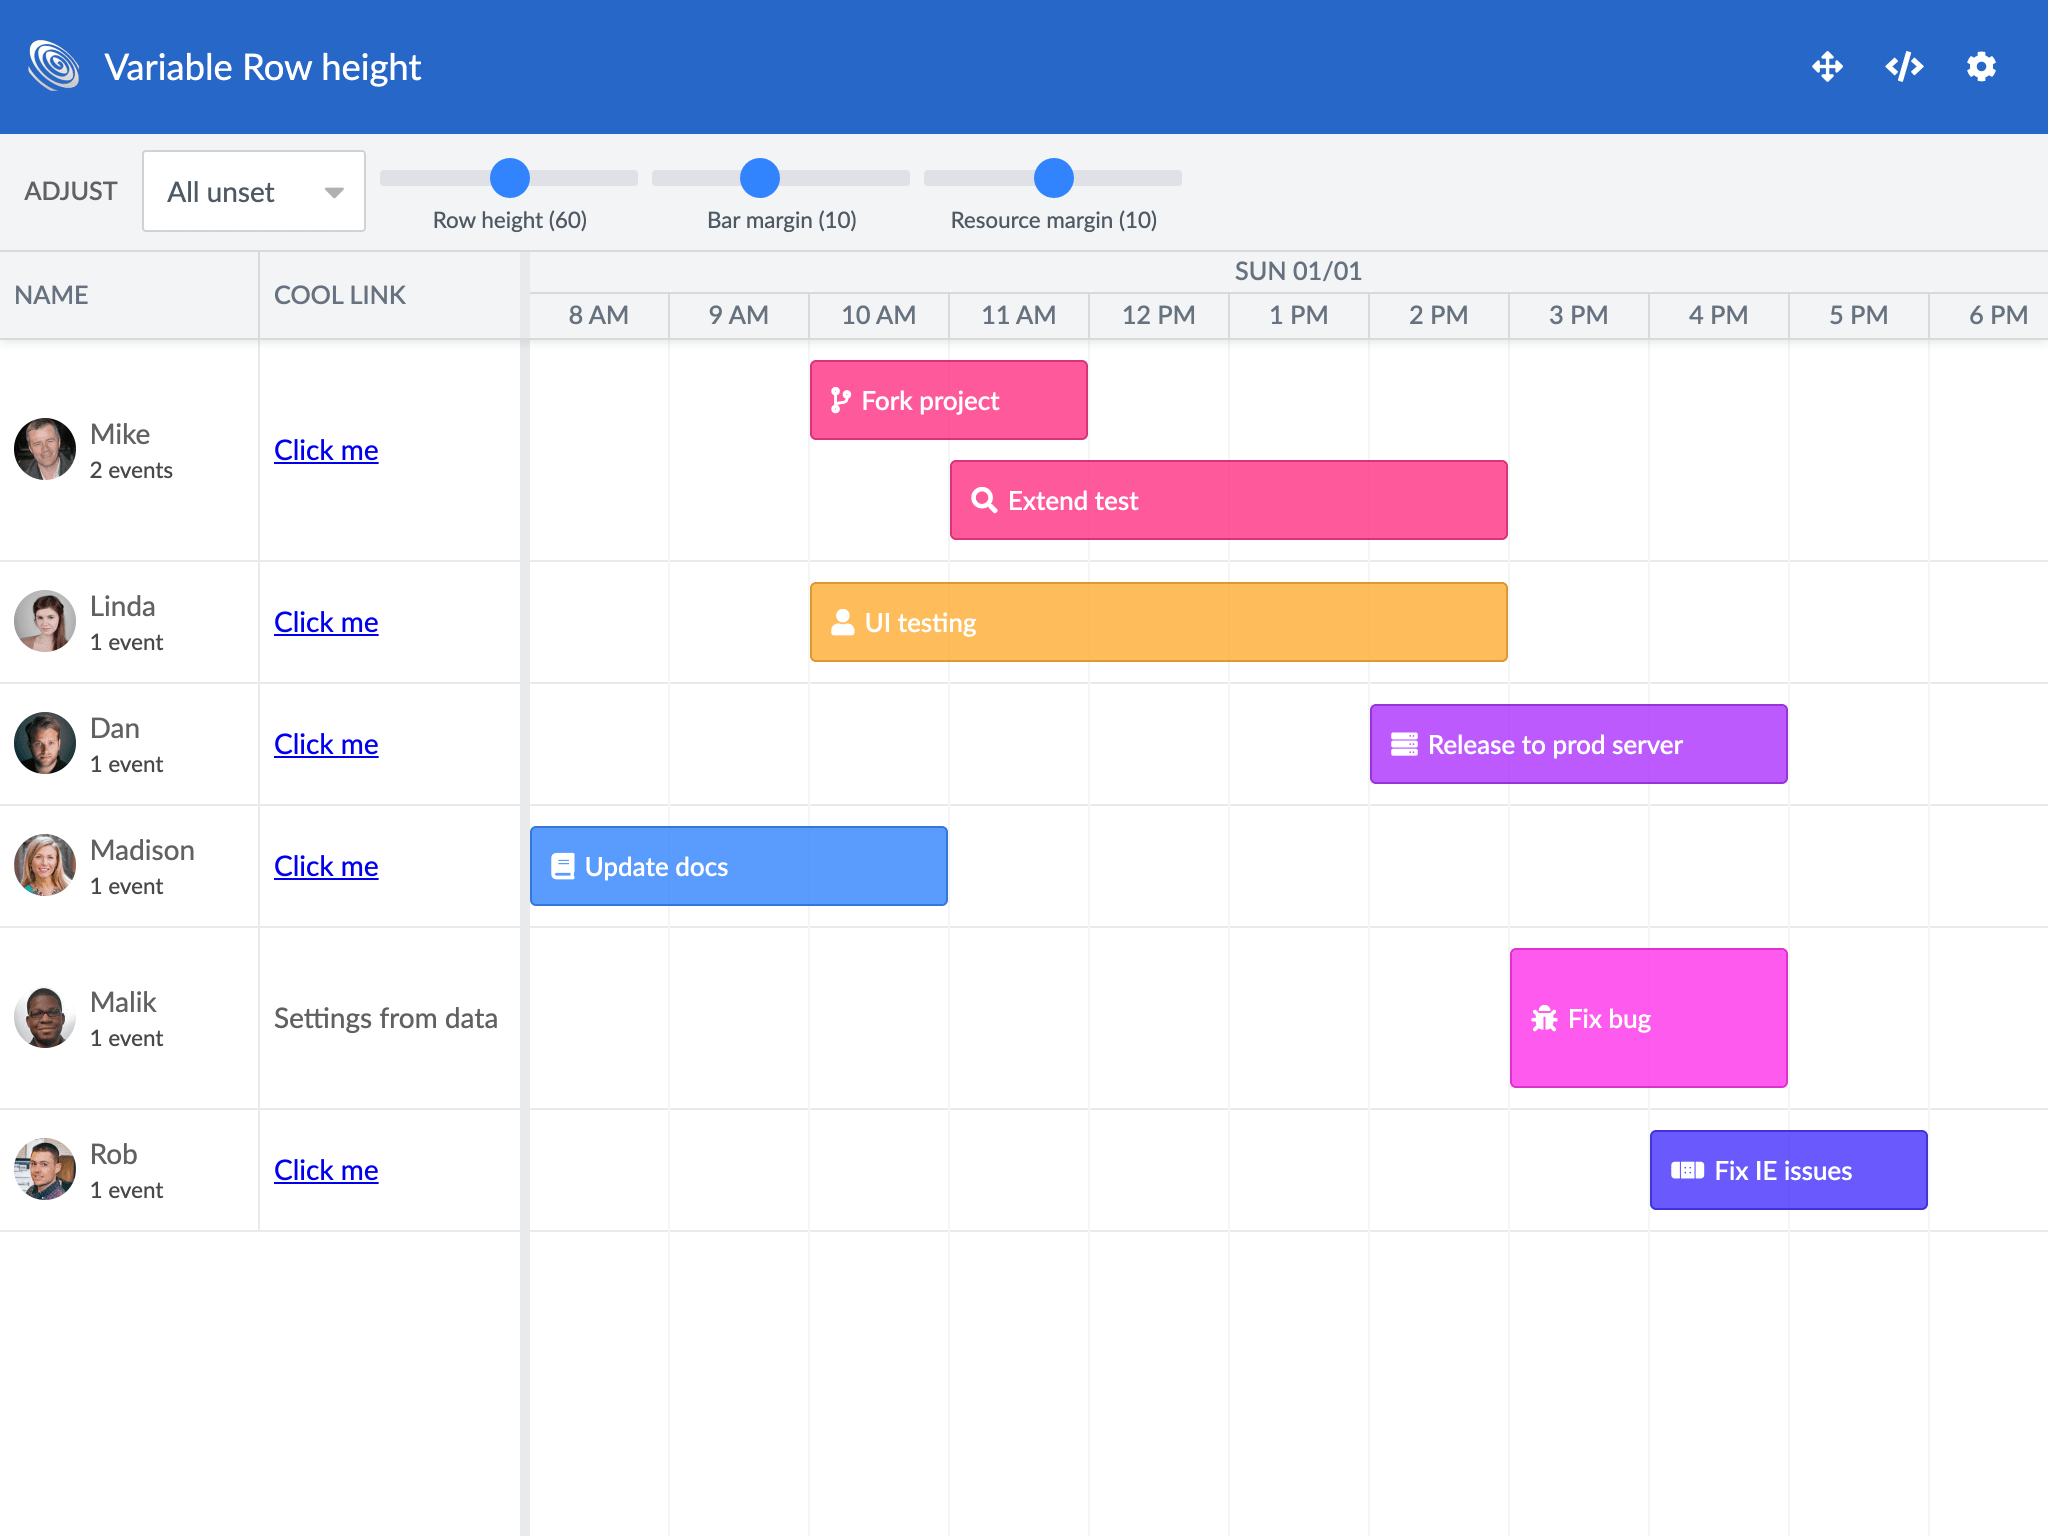 Variable Row height
ADJUST
All unset
Row height (60)
Bar margin (10)
Resource margin (10)
NAME
COOL LINK
SUN 01/01
8 AM 9 AM 10 AM 11 AM 12 PM 1 PM 2 PM 3 PM 4 PM 5 PM 6 PM
Mike
2 events
Click me
Fork project
Extend test
Linda
1 event
Click me
UI testing
Dan
1 event
Click me
Release to prod server
Madison
1 event
Click me
Update docs
Malik
1 event
Settings from data
Fix bug
Rob
1 event
Click me
Fix IE issues